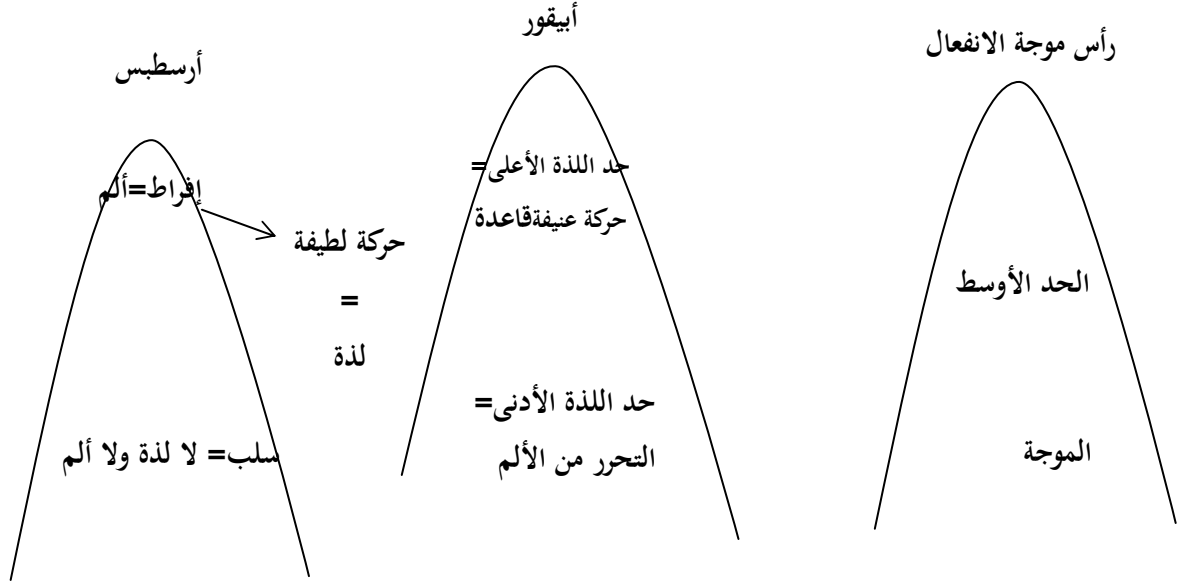 رأس موجة الانفعال
الحد الأوسط
الموجة
أبيقور
حد اللذة الأعلى=
حركة عنيفةقاعدة
حد اللذة الأدنى=
التحرر من الألم
أرسطبس
إفراط=ألم
حركة لطيفة
=
لذة
سلب= لا لذة ولا ألم